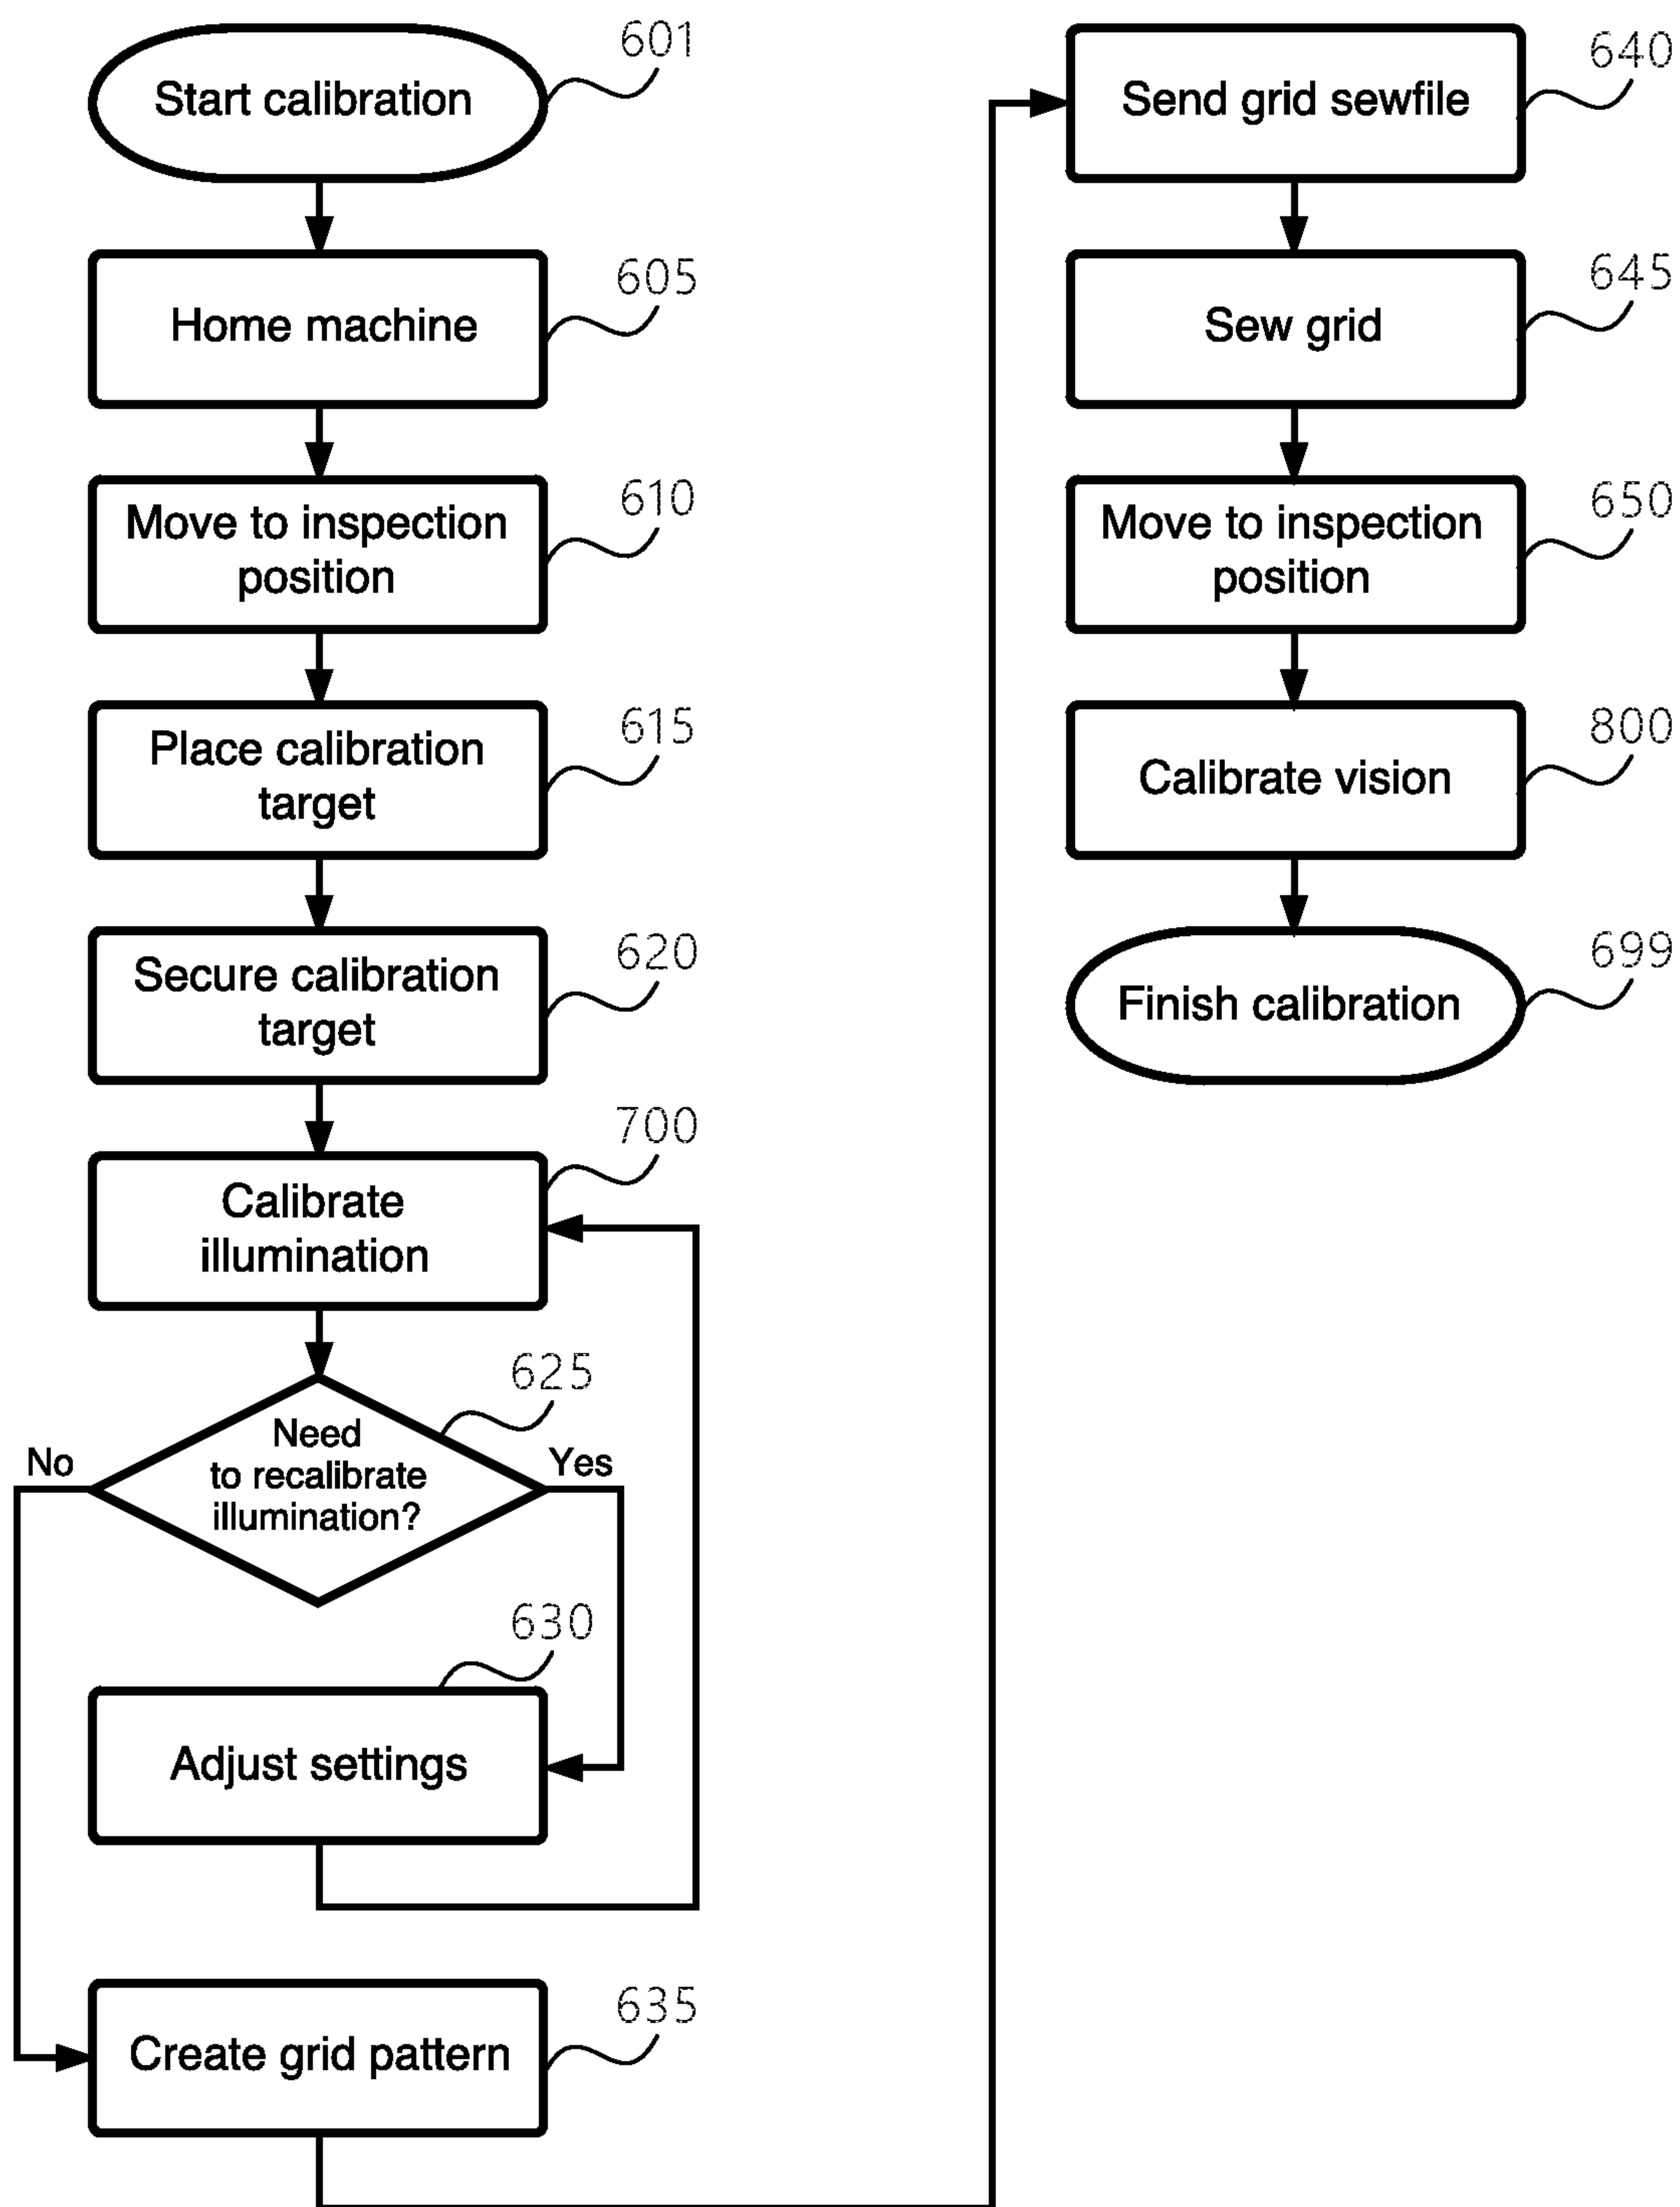 601
Start calibration
605
Home machine
610
Move to inspection
position
615
Place calibration
target
620
Secure calibration
target
700
Calibrate
illumination
625
Need
to recalibrate
illumination?
No
Yes
630
Adjust settings
635
Create grid pattern
640
Send grid sewfile
645
Sew grid
650
Move to inspection
position
800
Calibrate vision
699
Finish calibration